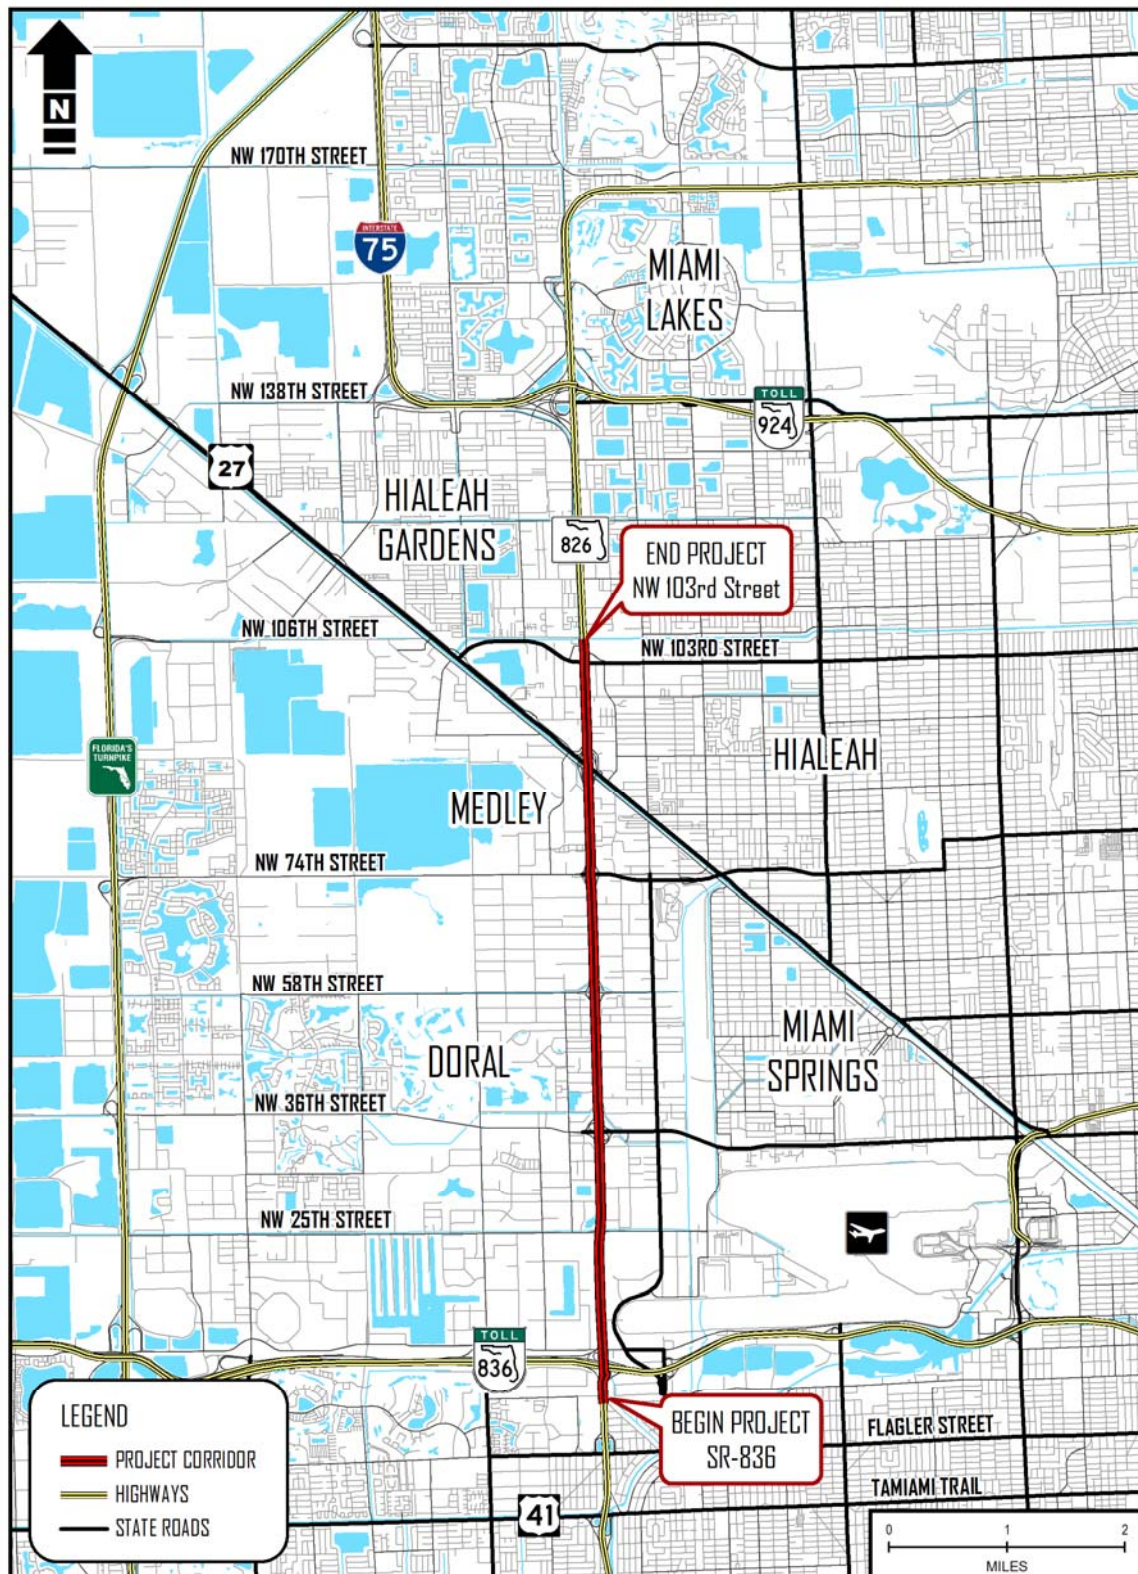 N
NW 170TH STREET
INTERSTATE
75
MIAMI
LAKES
NW 138TH STREET
TOLL
924
27
HIALEAH
GARDENS
826
END PROJECT
NW 103rd Street
NW 106TH STREET
NW 103RD STREET
FLORIDA'S
TURNPIKE
HIALEAH
MEDLEY
NW 74TH STREET
NW 58TH STREET
MIAMI
SPRINGS
DORAL
NW 36TH STREET
NW 25TH STREET
TOLL
836
BEGIN PROJECT
SR-836
FLAGLER STREET
TAMIAMI TRAIL
41
LEGEND
PROJECT CORRIDOR
HIGHWAYS
STATE ROADS
0 1 2
MILES